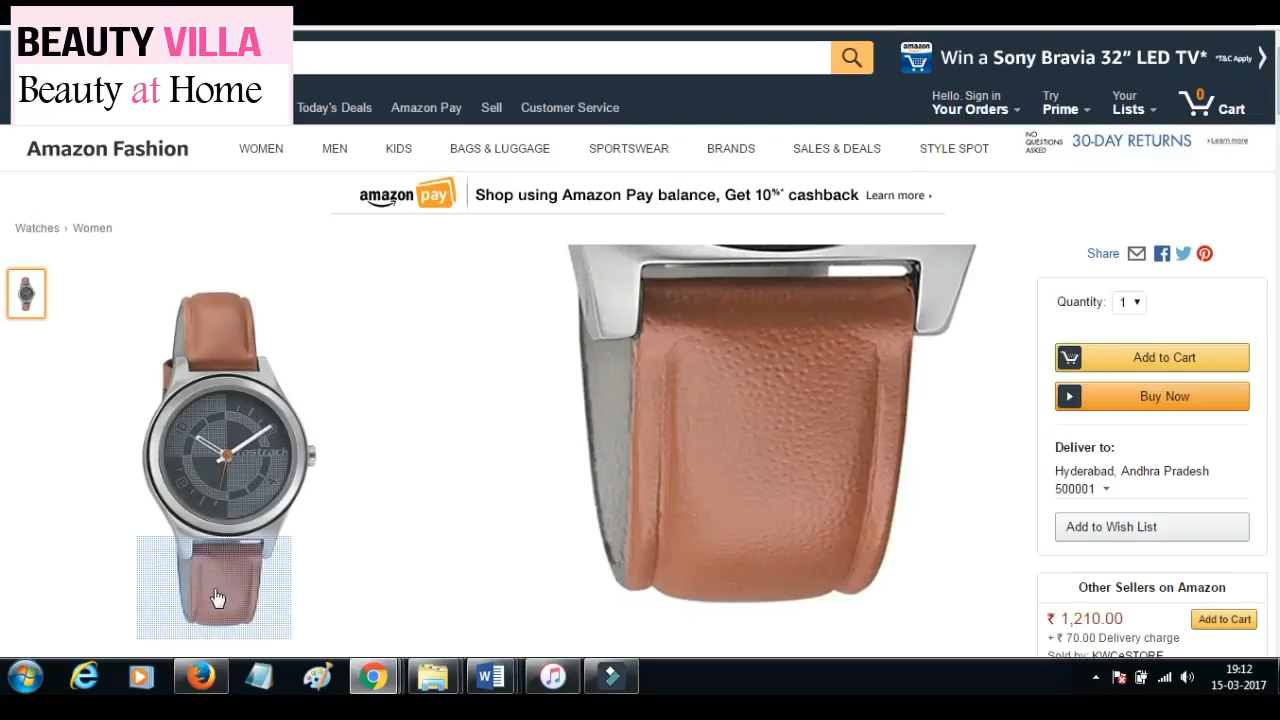 BEAUTY VILLA
Beauty at Home
amazon
Win a Sony Bravia 32” LED TV* *T&C Apply
Today's Deals Amazon Pay Sell Customer Service
Hello. Sign in
Your Orders
Try
Prime
Your
Lists
0
Cart
Amazon Fashion
WOMEN MEN KIDS BAGS & LUGGAGE SPORTSWEAR BRANDS SALES & DEALS STYLE SPOT
NO QUESTIONS ASKED
30-DAY RETURNS
Learn more
amazon pay
Shop using Amazon Pay balance, Get 10%* cashback Learn more
Watches › Women
Share
Quantity: 1
fastrack
Add to Cart
Buy Now
Deliver to:
Hyderabad, Andhra Pradesh
500001
Add to Wish List
Other Sellers on Amazon
₹ 1,210.00
Add to Cart
+ ₹ 70.00 Delivery charge
Sold by: KWCeSTORE
19:12
15-03-2017